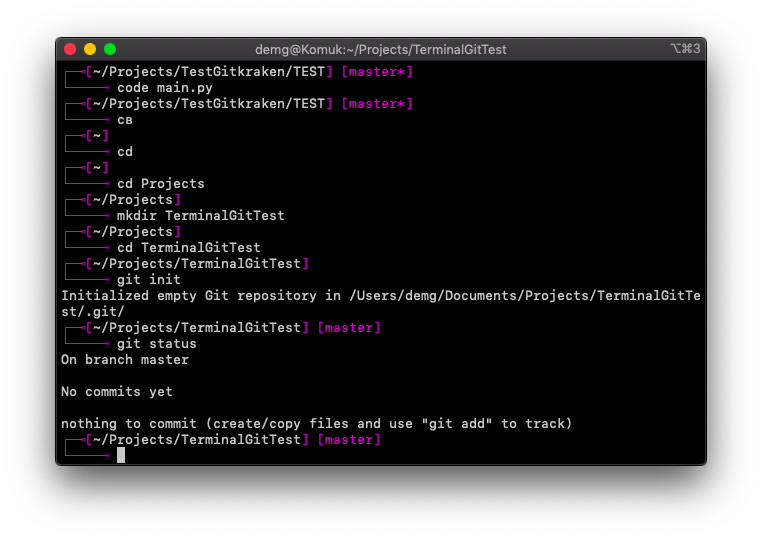 demg@Komuk:~/Projects/TerminalGitTest
⌥⌘3
[~/Projects/TestGitkraken/TEST] [master*]
code main.py
[~/Projects/TestGitkraken/TEST] [master*]
св
[~]
cd
[~]
cd Projects
[~/Projects]
mkdir TerminalGitTest
[~/Projects]
cd TerminalGitTest
[~/Projects/TerminalGitTest]
git init
Initialized empty Git repository in /Users/demg/Documents/Projects/TerminalGitTe
st/.git/
[~/Projects/TerminalGitTest] [master]
git status
On branch master
No commits yet
nothing to commit (create/copy files and use "git add" to track)
[~/Projects/TerminalGitTest] [master]